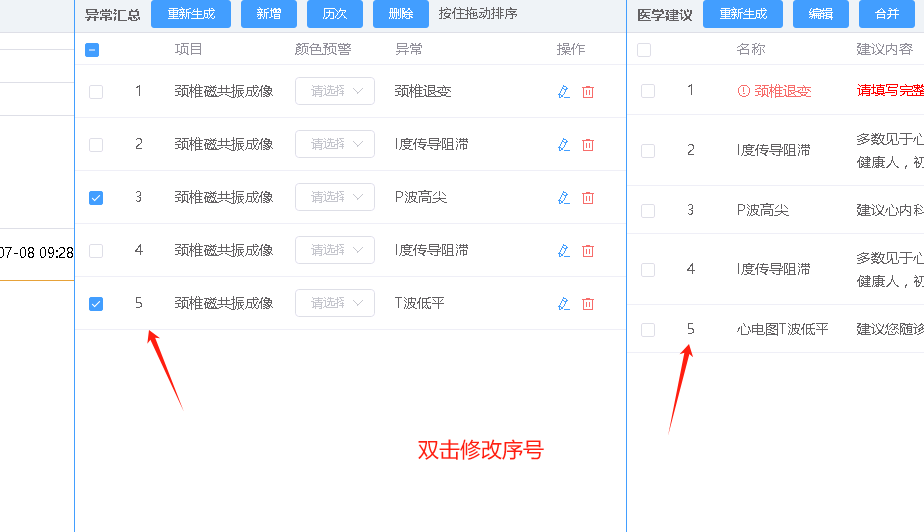 异常汇总 重新生成 新增 历次 删除 按住拖动排序
项目 颜色预警 异常 操作
1 颈椎磁共振成像 请选择 颈椎退变
2 颈椎磁共振成像 请选择 I度传导阻滞
3 颈椎磁共振成像 请选择 P波高尖
4 颈椎磁共振成像 请选择 I度传导阻滞
5 颈椎磁共振成像 请选择 T波低平
07-08 09:28
双击修改序号
医学建议 重新生成 编辑 合并
名称 建议内容
1 颈椎退变 请填写完整
2 I度传导阻滞 多数见于心
健康人，初
3 P波高尖 建议心内科
4 I度传导阻滞 多数见于心
健康人，初
5 心电图T波低平 建议您随诊